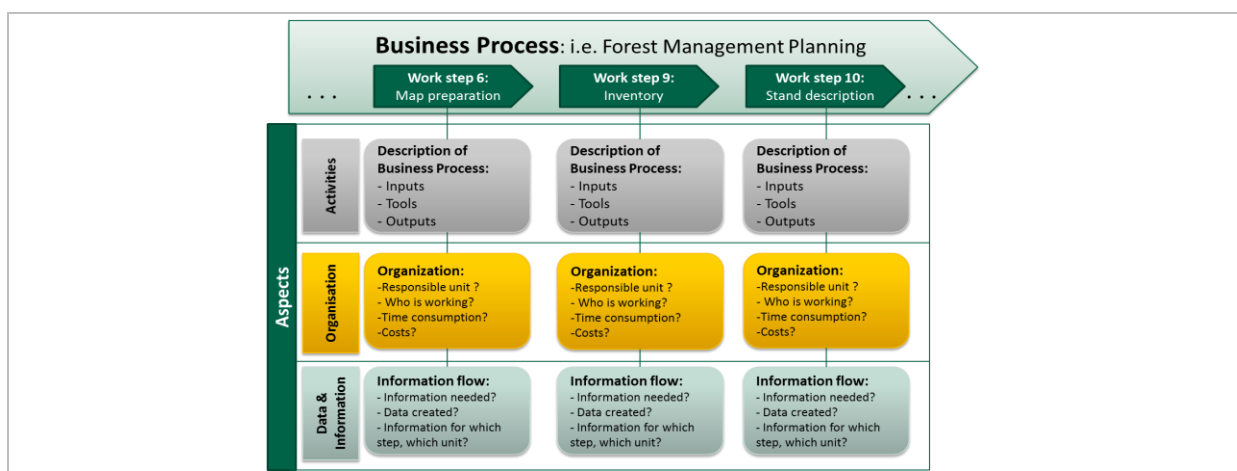 Business Process: i.e. Forest Management Planning
. . .
Work step 6:
Map preparation
Work step 9:
Inventory
Work step 10:
Stand description
. . .
Aspects
Activities
Description of
Business Process:
- Inputs
- Tools
- Outputs
Description of
Business Process:
- Inputs
- Tools
- Outputs
Description of
Business Process:
- Inputs
- Tools
- Outputs
Organisation
Organization:
-Responsible unit ?
- Who is working?
-Time consumption?
-Costs?
Organization:
-Responsible unit ?
- Who is working?
-Time consumption?
-Costs?
Organization:
-Responsible unit ?
- Who is working?
-Time consumption?
-Costs?
Data &
Information
Information flow:
- Information needed?
- Data created?
- Information for which
step, which unit?
Information flow:
- Information needed?
- Data created?
- Information for which
step, which unit?
Information flow:
- Information needed?
- Data created?
- Information for which
step, which unit?